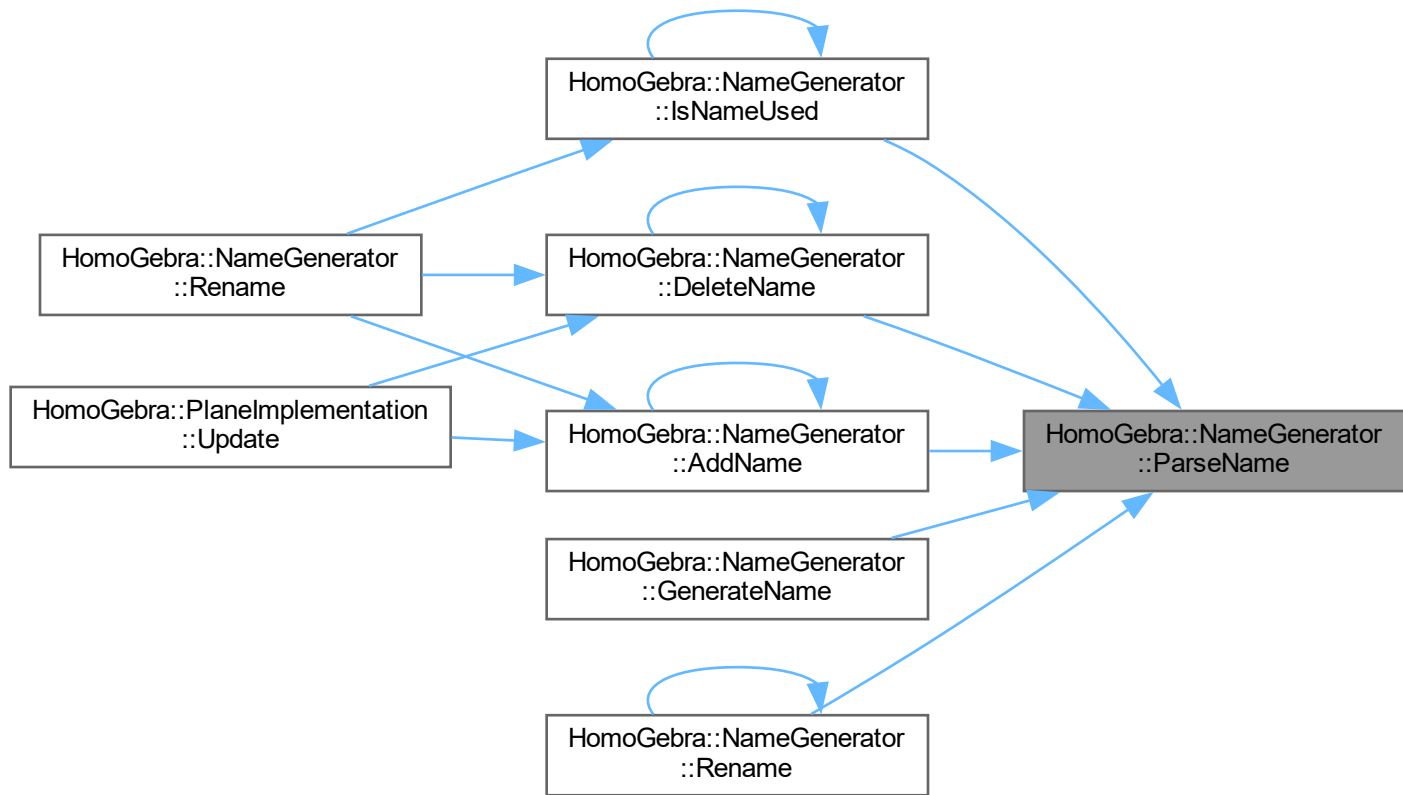 HomoGebra::NameGenerator
::IsNameUsed
HomoGebra::NameGenerator
::Rename
HomoGebra::NameGenerator
::DeleteName
HomoGebra::PlaneImplementation
::Update
HomoGebra::NameGenerator
::AddName
HomoGebra::NameGenerator
::ParseName
HomoGebra::NameGenerator
::GenerateName
HomoGebra::NameGenerator
::Rename